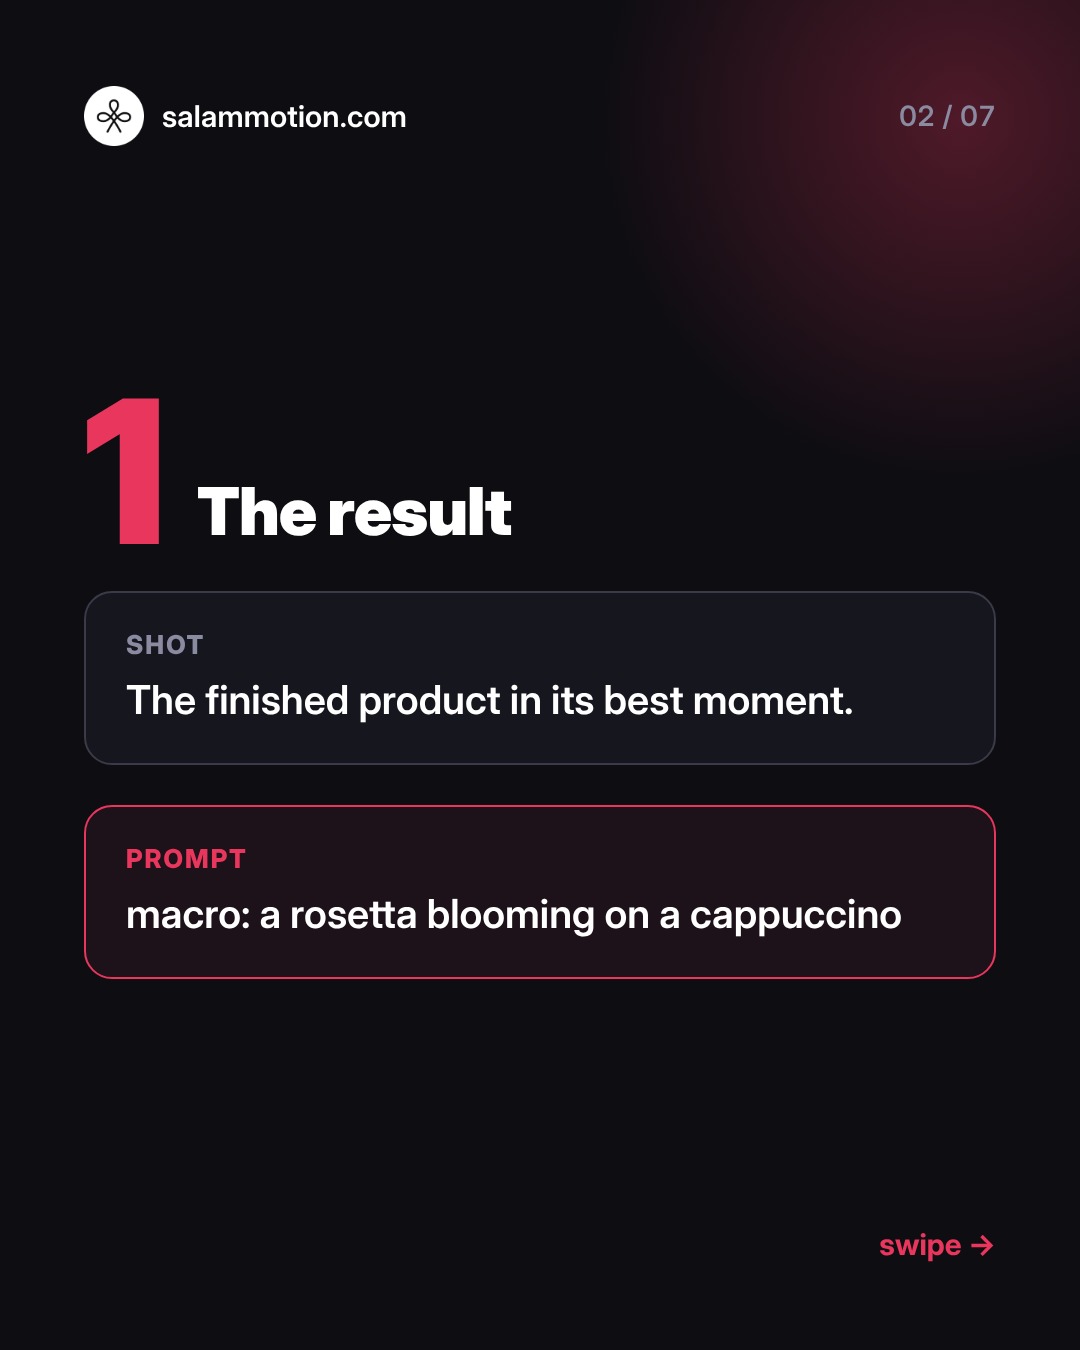 salammotion.com
02 / 07
1 The result
SHOT
The finished product in its best moment.
PROMPT
macro: a rosetta blooming on a cappuccino
swipe →